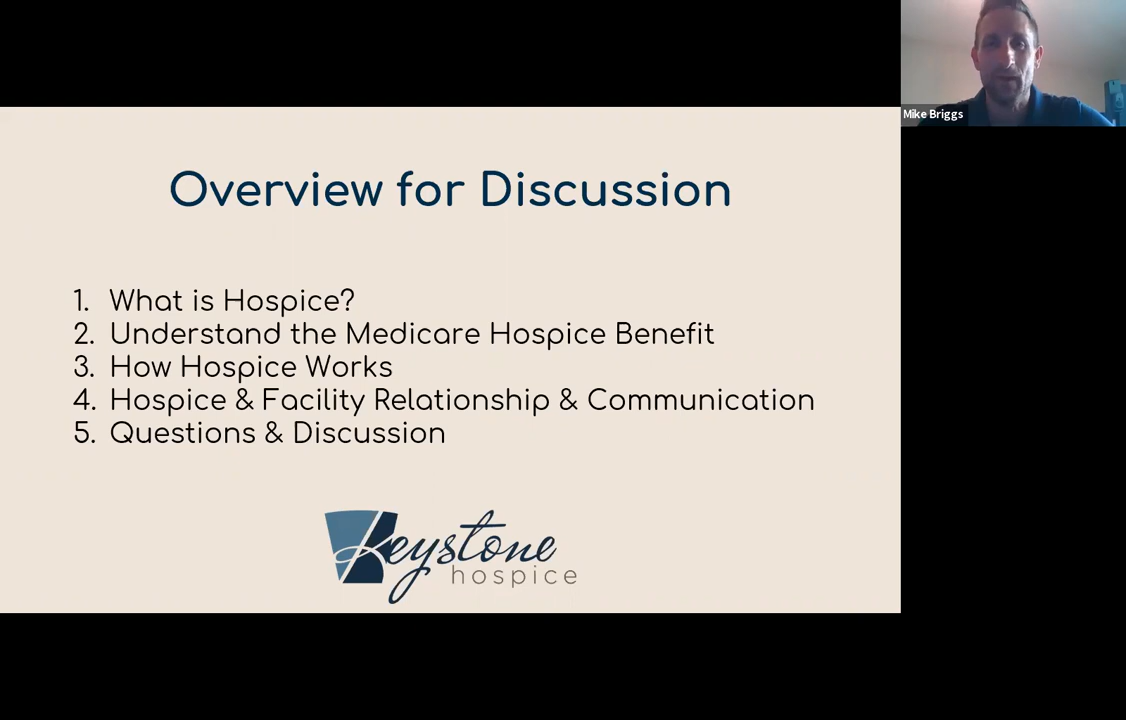 Mike Briggs
Overview for Discussion
1. What is Hospice?
2. Understand the Medicare Hospice Benefit
3. How Hospice Works
4. Hospice & Facility Relationship & Communication
5. Questions & Discussion
Keystone
hospice